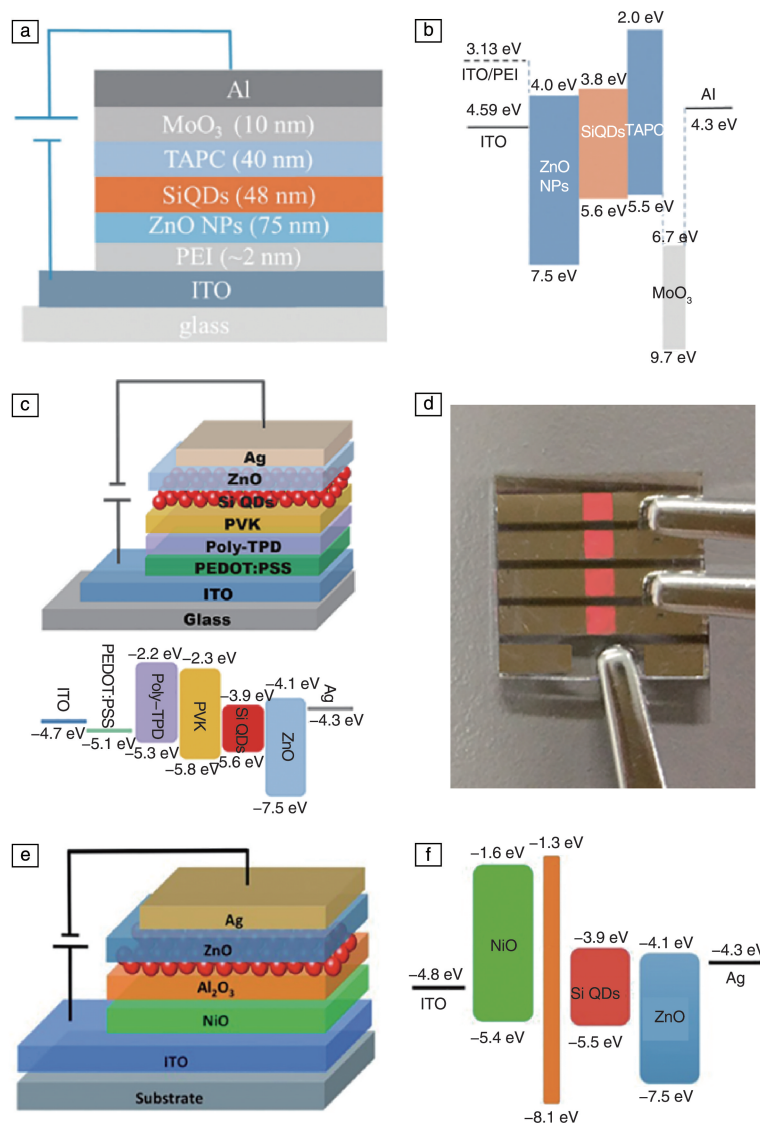 a
Al
MoO3 (10 nm)
TAPC (40 nm)
SiQDs (48 nm)
ZnO NPs (75 nm)
PEI (~2 nm)
ITO
glass
b
2.0 eV
3.13 eV
ITO/PEI
4.0 eV
3.8 eV
4.59 eV
ITO
SiQDs
TAPC
Al
4.3 eV
ZnO
NPs
5.6 eV
5.5 eV
6.7 eV
7.5 eV
MoO3
9.7 eV
c
Ag
ZnO
Si QDs
PVK
Poly-TPD
PEDOT:PSS
ITO
Glass
−2.2 eV
−2.3 eV
−3.9 eV
−4.1 eV
ITO
−4.7 eV
PEDOT:PSS
−5.1 eV
Poly–TPD
−5.3 eV
PVK
−5.8 eV
Si QDs
−5.6 eV
ZnO
−7.5 eV
Ag
−4.3 eV
d
e
Ag
ZnO
Al2O3
NiO
ITO
Substrate
f
−1.3 eV
−1.6 eV
NiO
−3.9 eV
−4.1 eV
−4.3 eV
Ag
−4.8 eV
ITO
Si QDs
ZnO
−5.4 eV
−5.5 eV
−7.5 eV
−8.1 eV